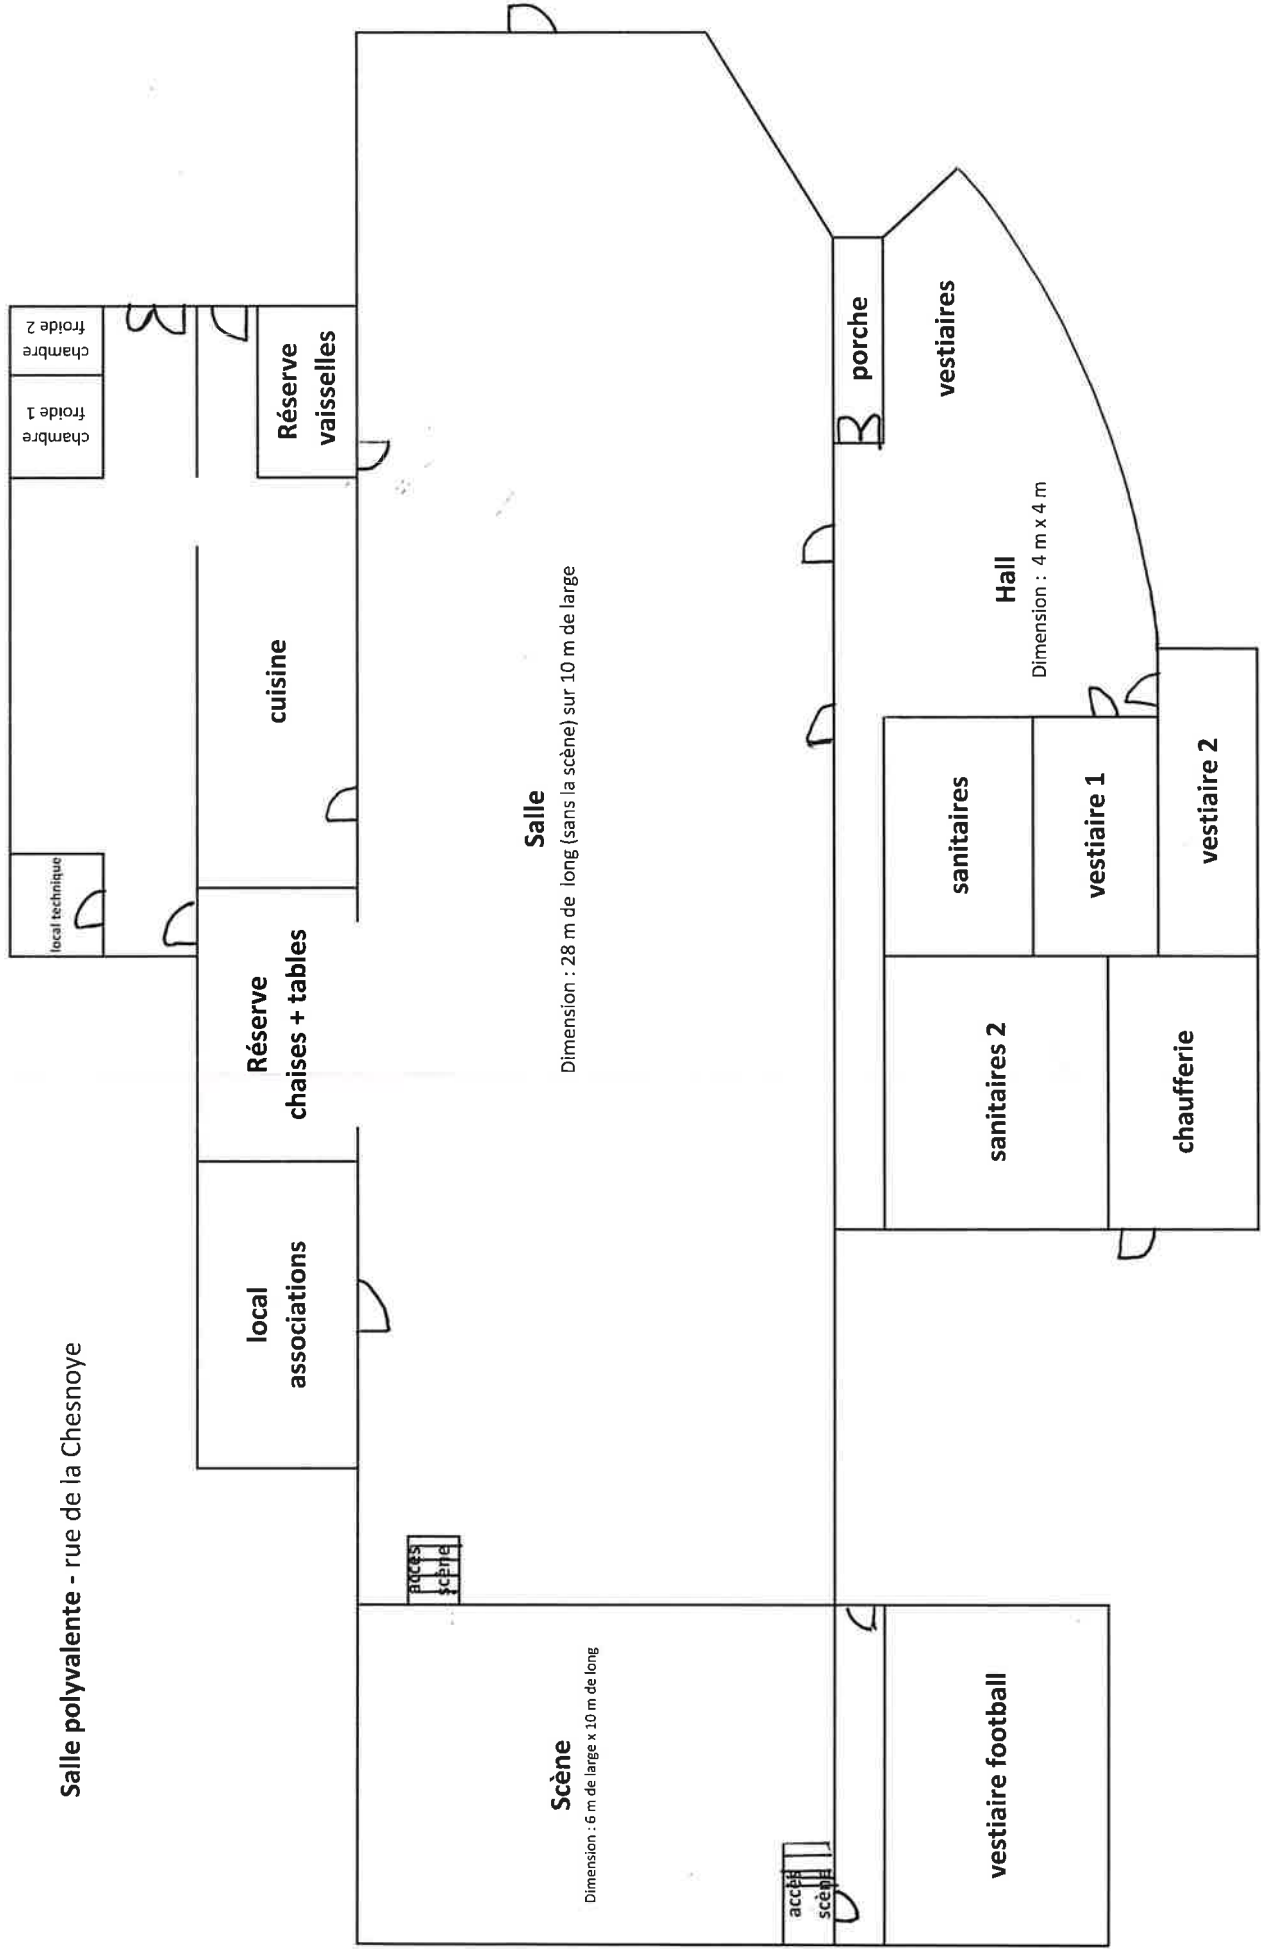 Salle polyvalente - rue de la Chesnoye
chambre
froide 1
chambre
froide 2
local technique
local
associations
Réserve
chaises + tables
cuisine
Réserve
vaisselles
accès
scène
Scène
Dimension : 6 m de large x 10 m de long
Salle
Dimension : 28 m de long (sans la scène) sur 10 m de large
accès
scène
porche
vestiaires
Hall
Dimension : 4 m x 4 m
vestiaire football
sanitaires 2
sanitaires
vestiaire 1
chaufferie
vestiaire 2